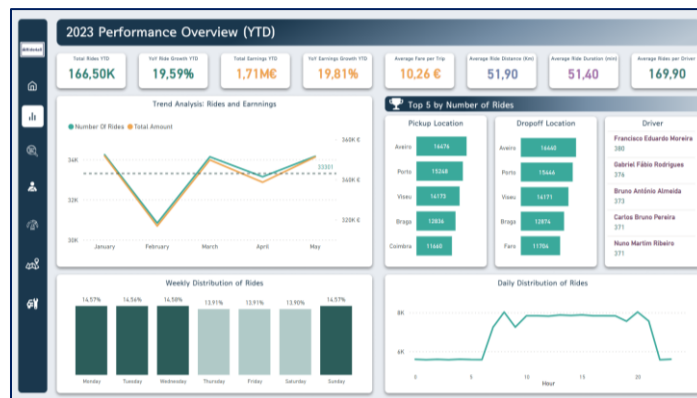 2023 Performance Overview (YTD)
Total Rides YTD
166,50K
YoY Ride Growth YTD
19,59%
Total Earnings YTD
1,71M€
YoY Earnings Growth YTD
19,81%
Average Fare per Trip
10,26 €
Average Ride Distance (Km)
51,90
Average Ride Duration (min)
51,40
Average Rides per Driver
169,90
Trend Analysis: Rides and Earnnings
Number Of Rides
Total Amount
34K
32K
30K
360K €
340K €
320K €
33301
January
February
March
April
May
Top 5 by Number of Rides
Pickup Location
Aveiro
16476
Porto
15248
Viseu
14173
Braga
12836
Coimbra
11660
Dropoff Location
Aveiro
16640
Porto
15446
Viseu
14171
Braga
12874
Faro
11706
Driver
Francisco Eduardo Moreira
380
Gabriel Fábio Rodrigues
376
Bruno António Almeida
373
Carlos Bruno Pereira
371
Nuno Martim Ribeiro
371
Weekly Distribution of Rides
14,57%
14,56%
14,58%
13,91%
13,91%
13,90%
14,57%
Monday
Tuesday
Wednesday
Thursday
Friday
Saturday
Sunday
Daily Distribution of Rides
8K
6K
0
5
10
15
20
Hour